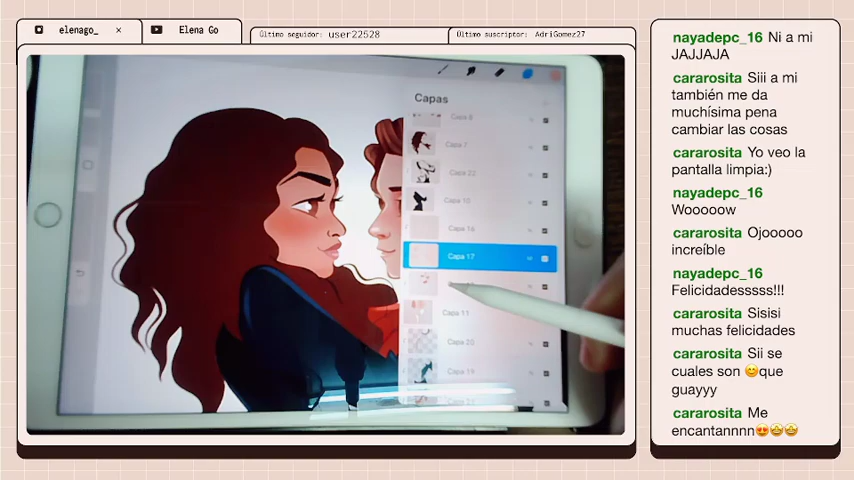 elenago_
Elena Go
Último seguidor: user22528
Último suscriptor: AdriGomez27
Capas
Capa 8
Capa 7
Capa 22
Capa 10
Capa 16
Capa 17
Capa 11
Capa 20
Capa 19
nayadepc_16 Ni a mi
JAJJAJA
cararosita Siii a mi
también me da
muchísima pena
cambiar las cosas
cararosita Yo veo la
pantalla limpia:)
nayadepc_16
Wooooow
cararosita Ojooooo
increíble
nayadepc_16
Felicidadesssss!!!
cararosita Sisisi
muchas felicidades
cararosita Sii se
cuales son 😊que
guayyy
cararosita Me
encantannnn😍🤩🤩